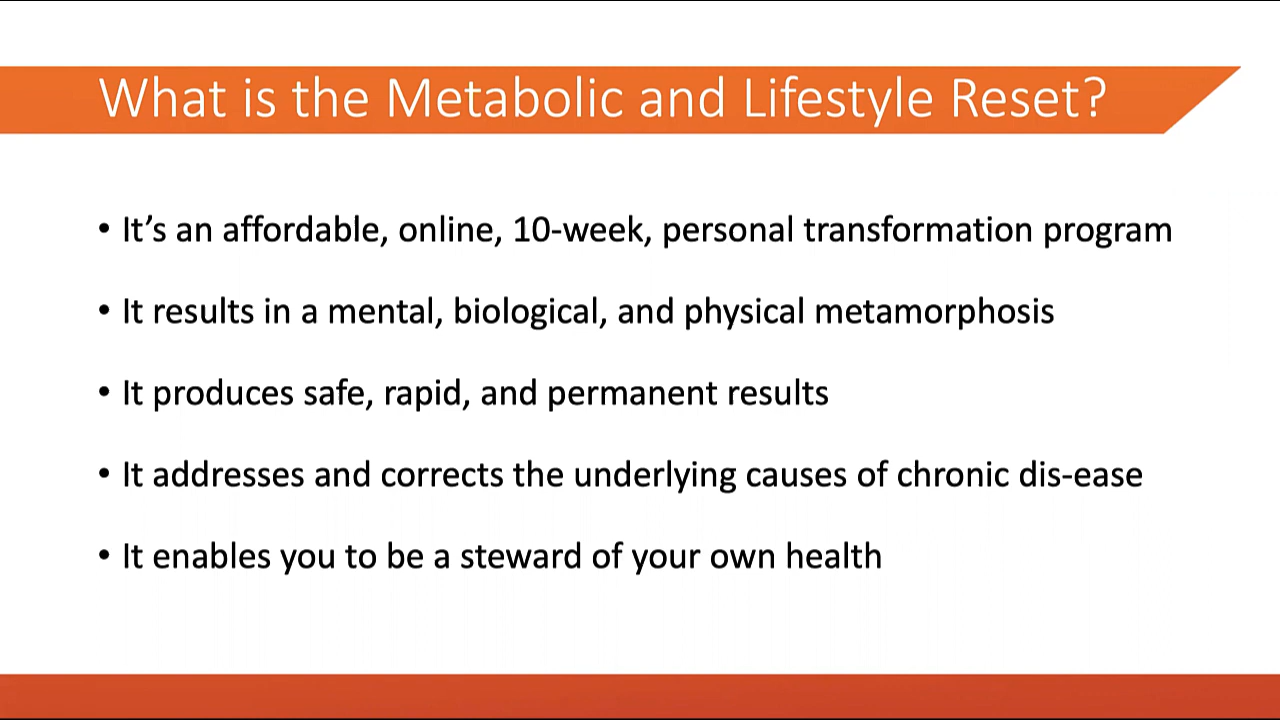 What is the Metabolic and Lifestyle Reset?
• It’s an affordable, online, 10-week, personal transformation program
• It results in a mental, biological, and physical metamorphosis
• It produces safe, rapid, and permanent results
• It addresses and corrects the underlying causes of chronic dis-ease
• It enables you to be a steward of your own health